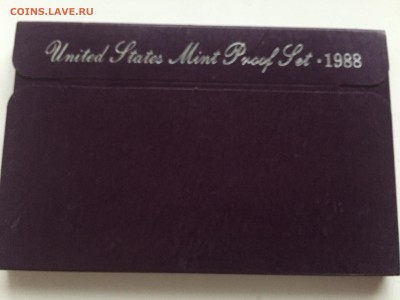 COINS.LAVE.RU
United States Mint Proof Set · 1988